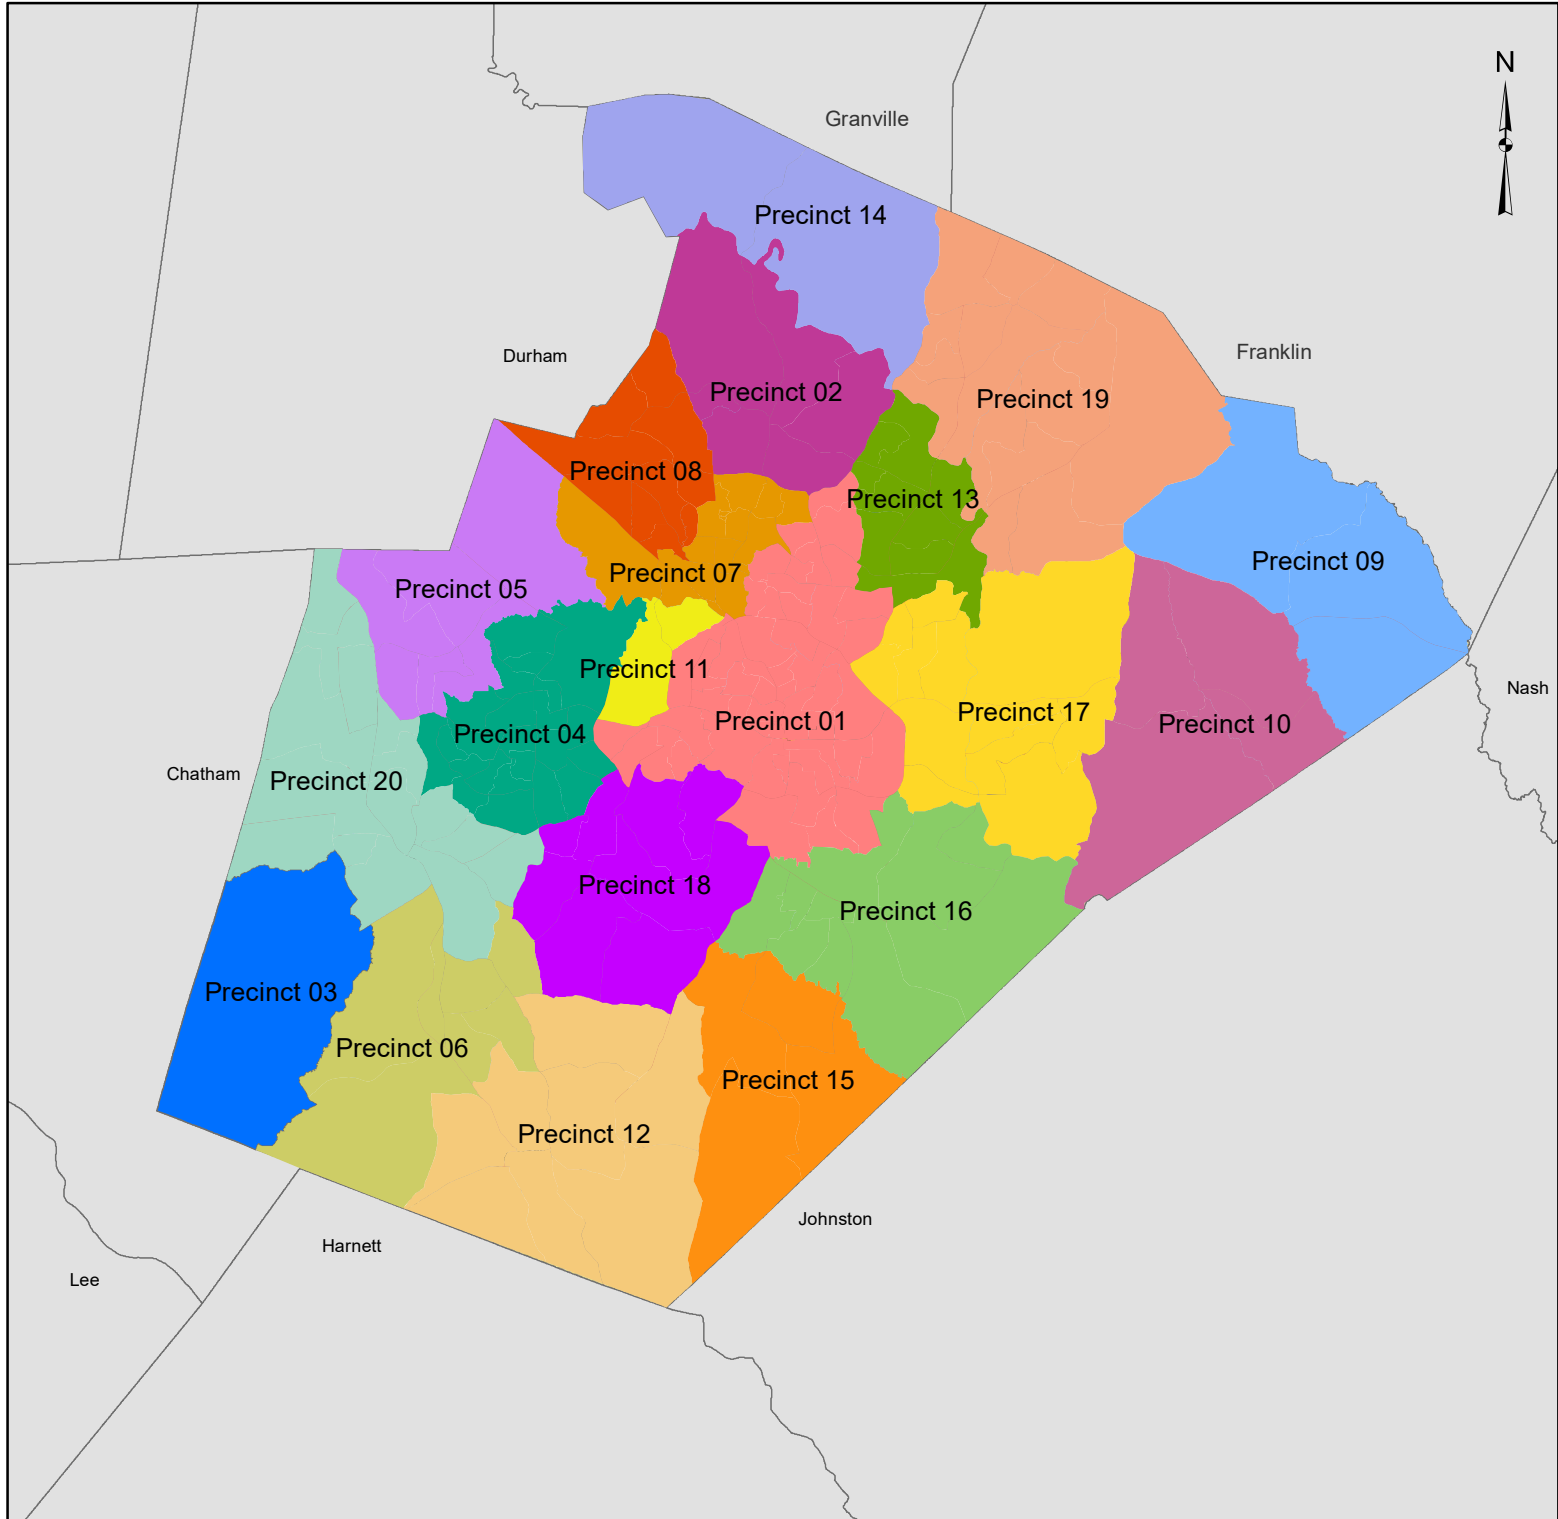 N
Granville
Precinct 14
Durham
Franklin
Precinct 02
Precinct 19
Precinct 08
Precinct 13
Precinct 09
Precinct 07
Precinct 05
Precinct 11
Nash
Precinct 17
Precinct 01
Precinct 10
Precinct 04
Chatham
Precinct 20
Precinct 18
Precinct 16
Precinct 03
Precinct 06
Precinct 15
Precinct 12
Johnston
Harnett
Lee